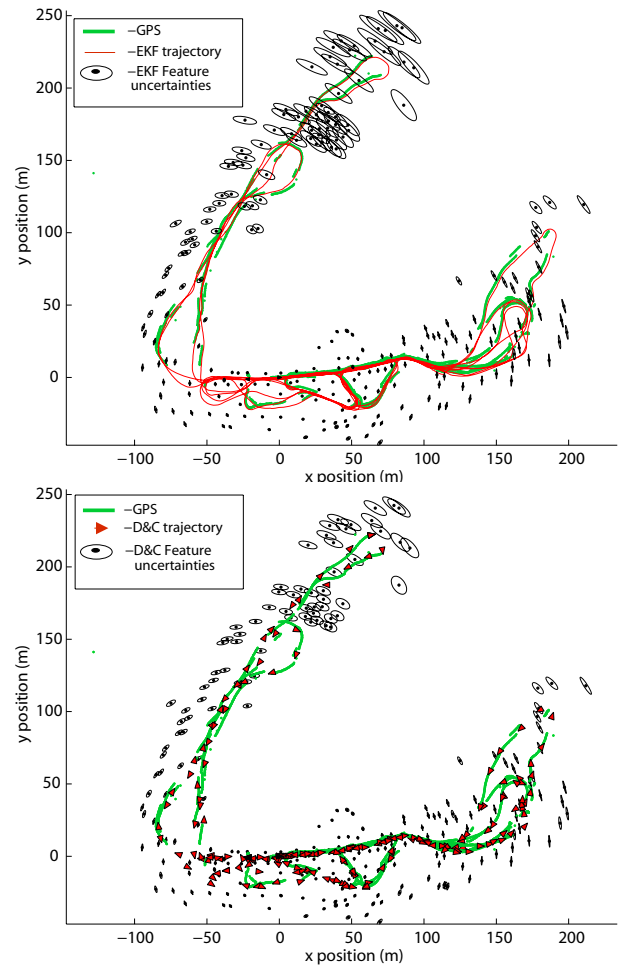 250
200
150
100
50
0
y position (m)
–GPS
–EKF trajectory
–EKF Feature
uncertainties
−100 −50 0 50 100 150 200
x position (m)
250
200
150
100
50
0
y position (m)
–GPS
–D&C trajectory
–D&C Feature
uncertainties
−100 −50 0 50 100 150 200
x position (m)